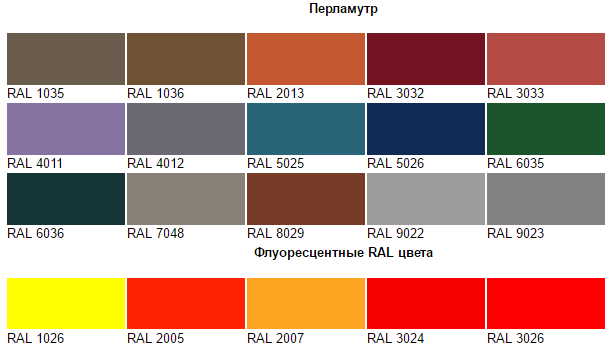 Перламутр
RAL 1035 RAL 1036 RAL 2013 RAL 3032 RAL 3033
RAL 4011 RAL 4012 RAL 5025 RAL 5026 RAL 6035
RAL 6036 RAL 7048 RAL 8029 RAL 9022 RAL 9023
Флуоресцентные RAL цвета
RAL 1026 RAL 2005 RAL 2007 RAL 3024 RAL 3026